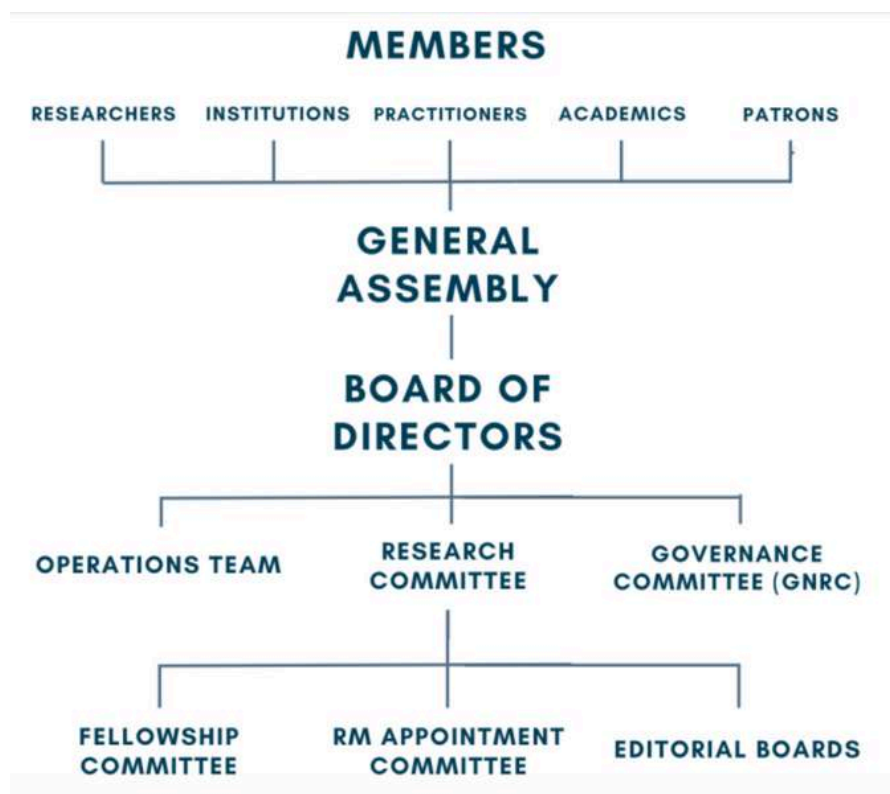 MEMBERS
RESEARCHERS INSTITUTIONS PRACTITIONERS ACADEMICS PATRONS
GENERAL
ASSEMBLY
BOARD OF
DIRECTORS
OPERATIONS TEAM
RESEARCH
COMMITTEE
GOVERNANCE
COMMITTEE (GNRC)
FELLOWSHIP
COMMITTEE
RM APPOINTMENT
COMMITTEE
EDITORIAL BOARDS